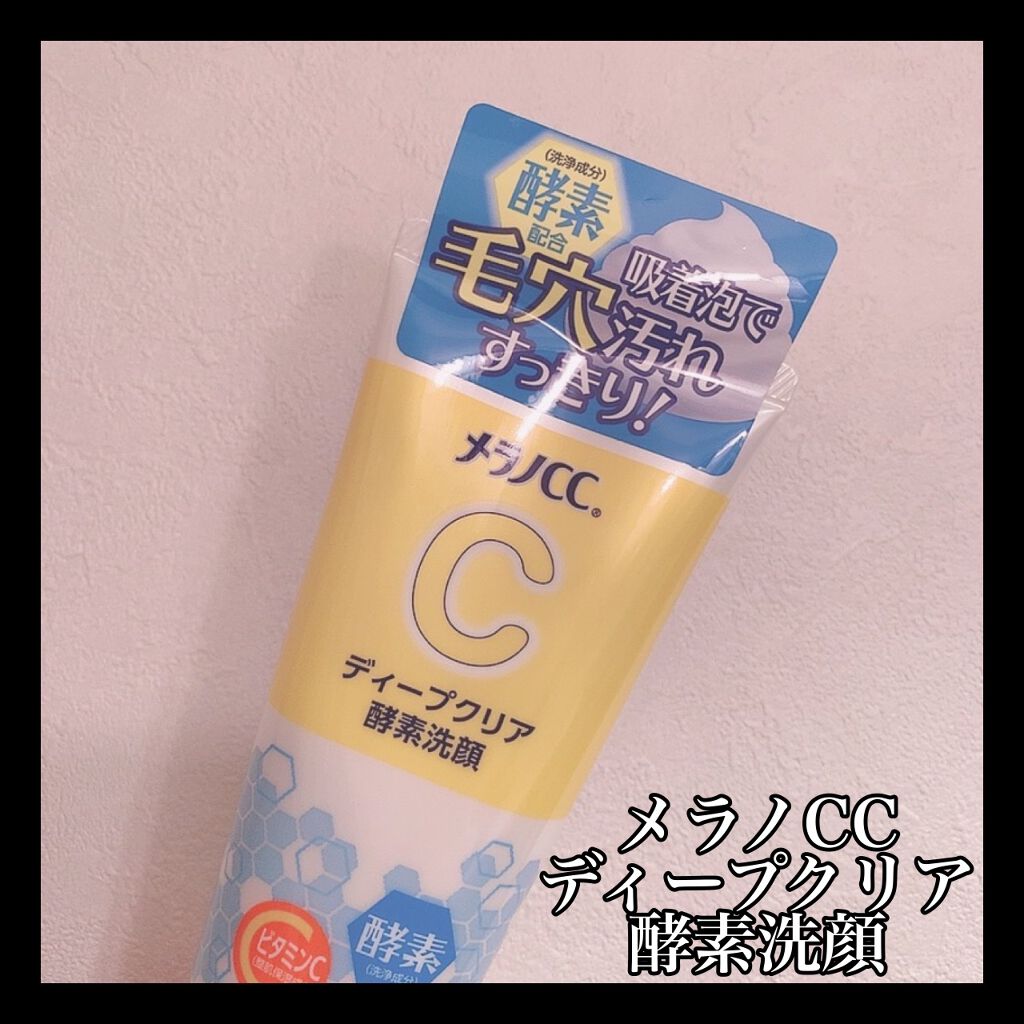 (洗浄成分)
酵素
配合
吸着泡で
毛穴汚れ
すっきり!
メラノCC®
C
ディープクリア
酵素洗顔
ビタミンC
酵素
(洗浄成分)
メラノCC
ディープクリア
酵素洗顔